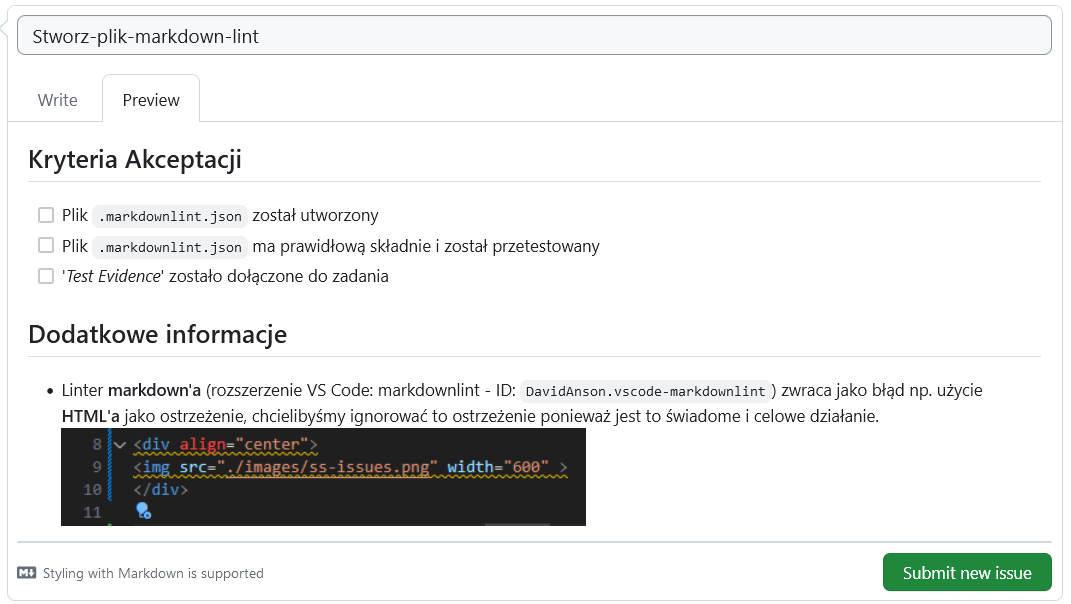 Stworz-plik-markdown-lint
Write
Preview
Kryteria Akceptacji
Plik .markdownlint.json został utworzony
Plik .markdownlint.json ma prawidłową składnie i został przetestowany
'Test Evidence' zostało dołączone do zadania
Dodatkowe informacje
Linter markdown'a (rozszerzenie VS Code: markdownlint - ID: DavidAnson.vscode-markdownlint) zwraca jako błąd np. użycie
HTML'a jako ostrzeżenie, chcielibyśmy ignorować to ostrzeżenie ponieważ jest to świadome i celowe działanie.
8 <div align="center">
9 <img src="./images/ss-issues.png" width="600" >
10 </div>
11
Styling with Markdown is supported
Submit new issue